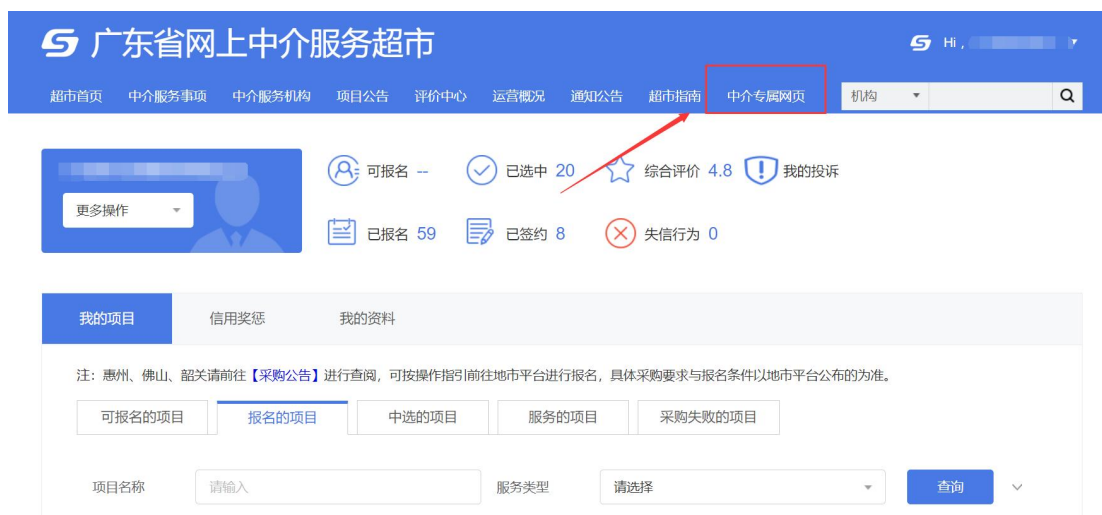 广东省网上中介服务超市
Hi ,
超市首页 中介服务事项 中介服务机构 项目公告 评价中心 运营概况 通知公告 超市指南 中介专属网页 机构
可报名 -- 已选中 20 综合评价 4.8 我的投诉
更多操作
已报名 59 已签约 8 失信行为 0
我的项目 信用奖惩 我的资料
注：惠州、佛山、韶关请前往【采购公告】进行查阅，可按操作指引前往地市平台进行报名，具体采购要求与报名条件以地市平台公布的为准。
可报名的项目 报名的项目 中选的项目 服务的项目 采购失败的项目
项目名称 请输入 服务类型 请选择 查询